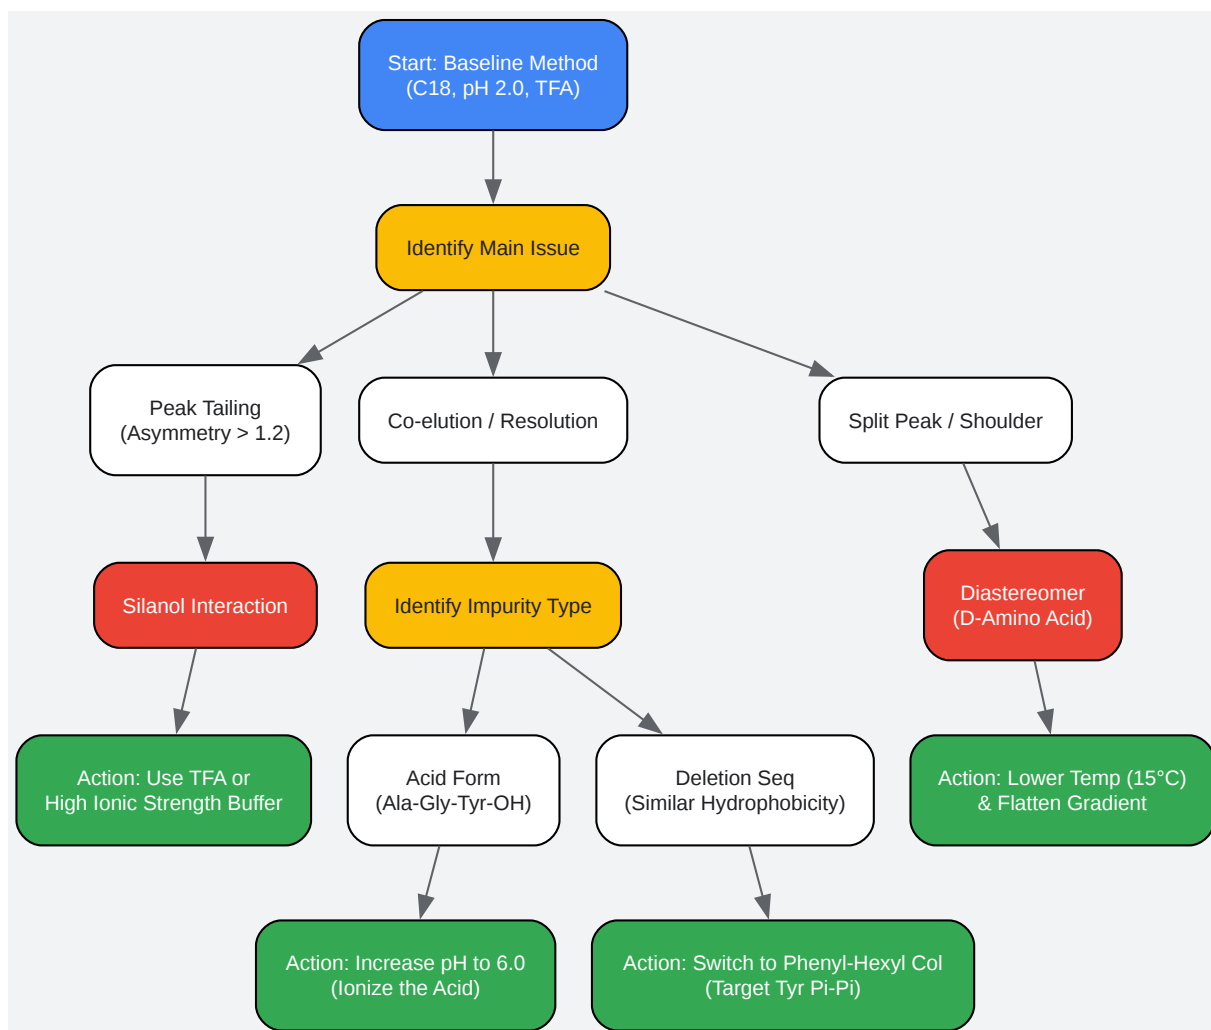 Start: Baseline Method
(C18, pH 2.0, TFA)
Identify Main Issue
Peak Tailing
(Asymmetry > 1.2)
Co-elution / Resolution
Split Peak / Shoulder
Silanol Interaction
Identify Impurity Type
Diastereomer
(D-Amino Acid)
Action: Use TFA or
High Ionic Strength Buffer
Acid Form
(Ala-Gly-Tyr-OH)
Deletion Seq
(Similar Hydrophobicity)
Action: Lower Temp (15°C)
& Flatten Gradient
Action: Increase pH to 6.0
(Ionize the Acid)
Action: Switch to Phenyl-Hexyl Col
(Target Tyr Pi-Pi)